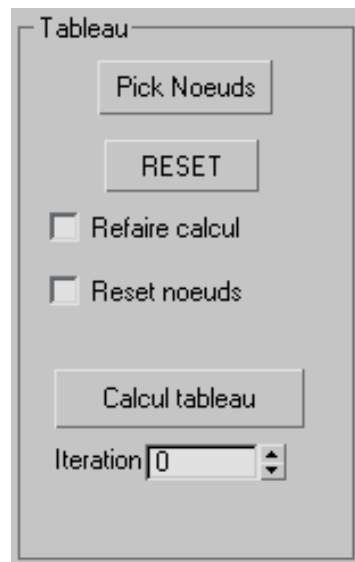 Tableau
Pick Noeuds
RESET
Refaire calcul
Reset noeuds
Calcul tableau
Iteration 0